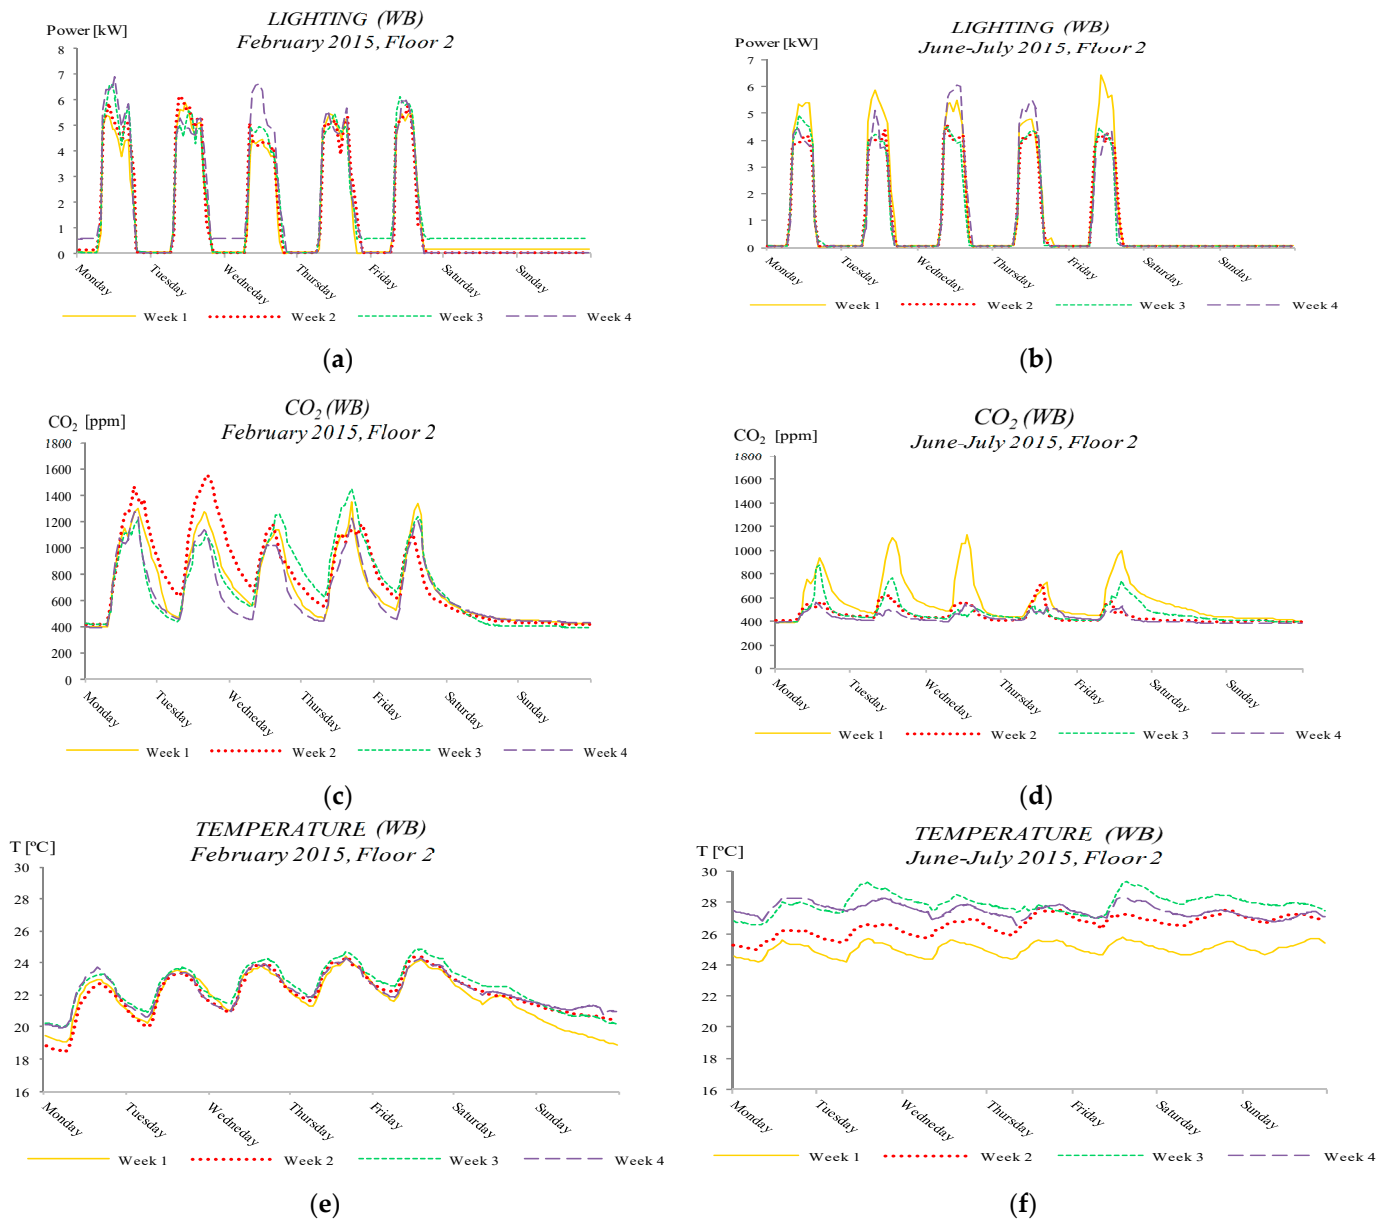 LIGHTING (WB)
February 2015, Floor 2
Power [kW]
8
7
6
5
4
3
2
1
0
Monday
Tuesday
Wednesday
Thursday
Friday
Saturday
Sunday
Week 1
Week 2
Week 3
Week 4
(a)
LIGHTING (WB)
June-July 2015, Floor 2
Power [kW]
7
6
5
4
3
2
1
0
Monday
Tuesday
Wednesday
Thursday
Friday
Saturday
Sunday
Week 1
Week 2
Week 3
Week 4
(b)
CO₂ (WB)
February 2015, Floor 2
CO₂ [ppm]
1800
1600
1400
1200
1000
800
600
400
200
0
Monday
Tuesday
Wednesday
Thursday
Friday
Saturday
Sunday
Week 1
Week 2
Week 3
Week 4
(c)
CO₂ (WB)
June-July 2015, Floor 2
CO₂ [ppm]
1800
1600
1400
1200
1000
800
600
400
200
0
Monday
Tuesday
Wednesday
Thursday
Friday
Saturday
Sunday
Week 1
Week 2
Week 3
Week 4
(d)
TEMPERATURE (WB)
February 2015, Floor 2
T [ºC]
30
28
26
24
22
20
18
16
Monday
Tuesday
Wednesday
Thursday
Friday
Saturday
Sunday
Week 1
Week 2
Week 3
Week 4
(e)
TEMPERATURE (WB)
June-July 2015, Floor 2
T [ºC]
30
28
26
24
22
20
18
16
Monday
Tuesday
Wednesday
Thursday
Friday
Saturday
Sunday
Week 1
Week 2
Week 3
Week 4
(f)